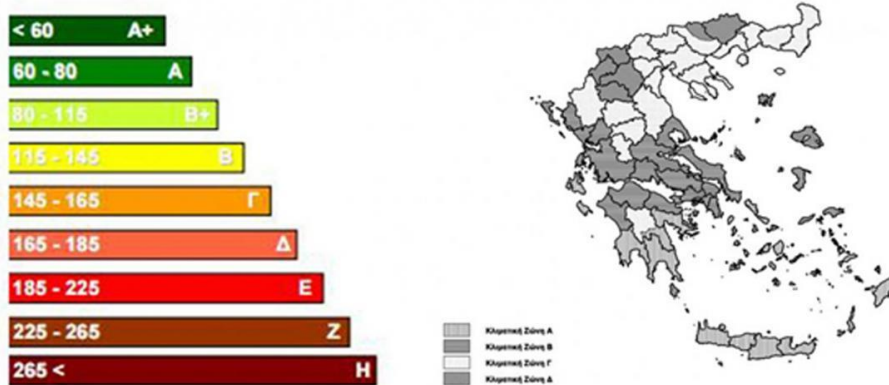 < 60 A+
60 - 80 A
80 - 115 B+
115 - 145 B
145 - 165 Γ
165 - 185 Δ
185 - 225 E
225 - 265 Z
265 < H
Κλιματική Ζώνη Α
Κλιματική Ζώνη Β
Κλιματική Ζώνη Γ
Κλιματική Ζώνη Δ